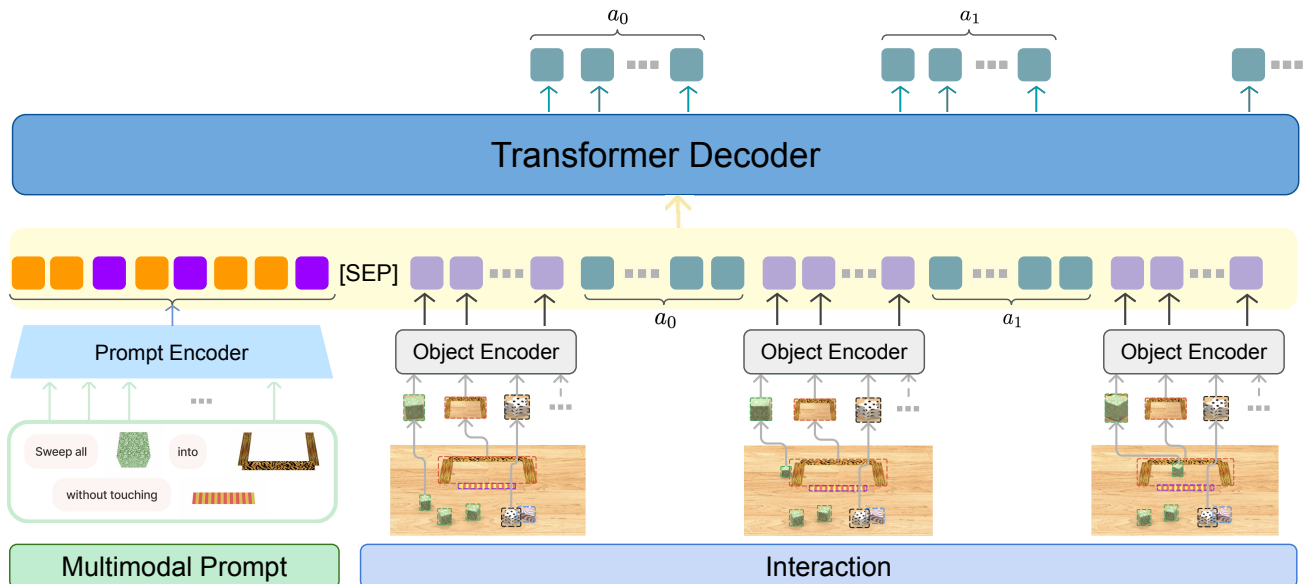 a0
a1
Transformer Decoder
[SEP]
a0
a1
Prompt Encoder
Object Encoder
Object Encoder
Object Encoder
Sweep all
into
without touching
Multimodal Prompt
Interaction